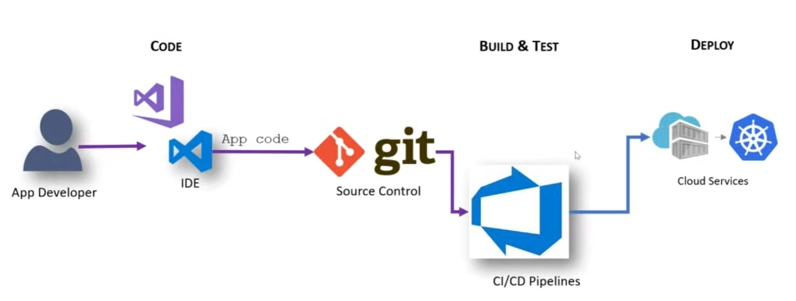 CODE
BUILD & TEST
DEPLOY
App code
git
App Developer
IDE
Source Control
Cloud Services
CI/CD Pipelines